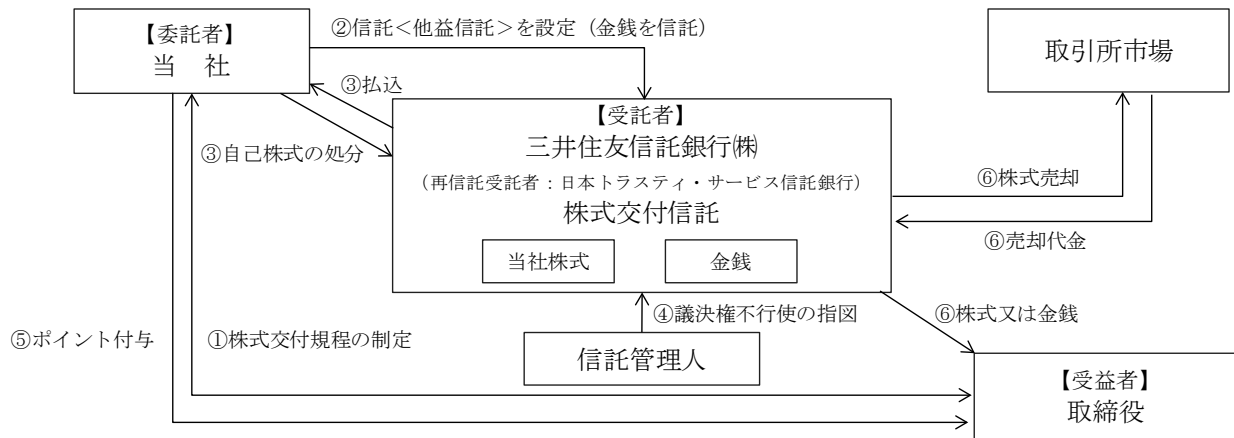 【委託者】
当　社
②信託＜他益信託＞を設定（金銭を信託）
取引所市場
③払込
③自己株式の処分
【受託者】
三井住友信託銀行㈱
（再信託受託者：日本トラスティ・サービス信託銀行）
株式交付信託
当社株式
金銭
⑥株式売却
⑥売却代金
④議決権不行使の指図
⑥株式又は金銭
⑤ポイント付与
①株式交付規程の制定
信託管理人
【受益者】
取締役